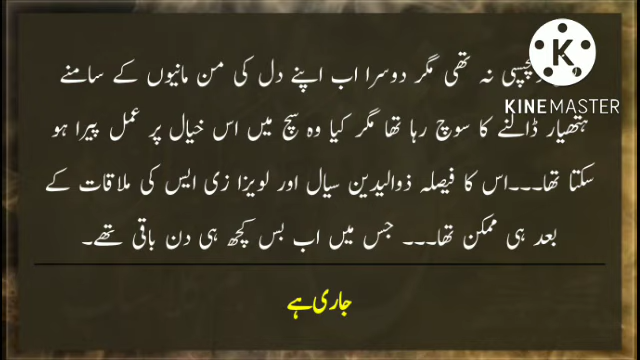 دلچسپی نہ تھی مگر دوسرا اب اپنے دل کی من مانیوں کے سامنے
ہتھیار ڈالنے کا سوچ رہا تھا مگر کیا وہ سچ میں اس خیال پر عمل پیرا ہو
سکتا تھا۔۔۔اس کا فیصلہ ذوالیدین سیال اور لویزا زی ایس کی ملاقات کے
بعد ہی ممکن تھا۔۔۔ جس میں اب بس کچھ ہی دن باقی تھے۔
جاری ہے
K
KINEMASTER